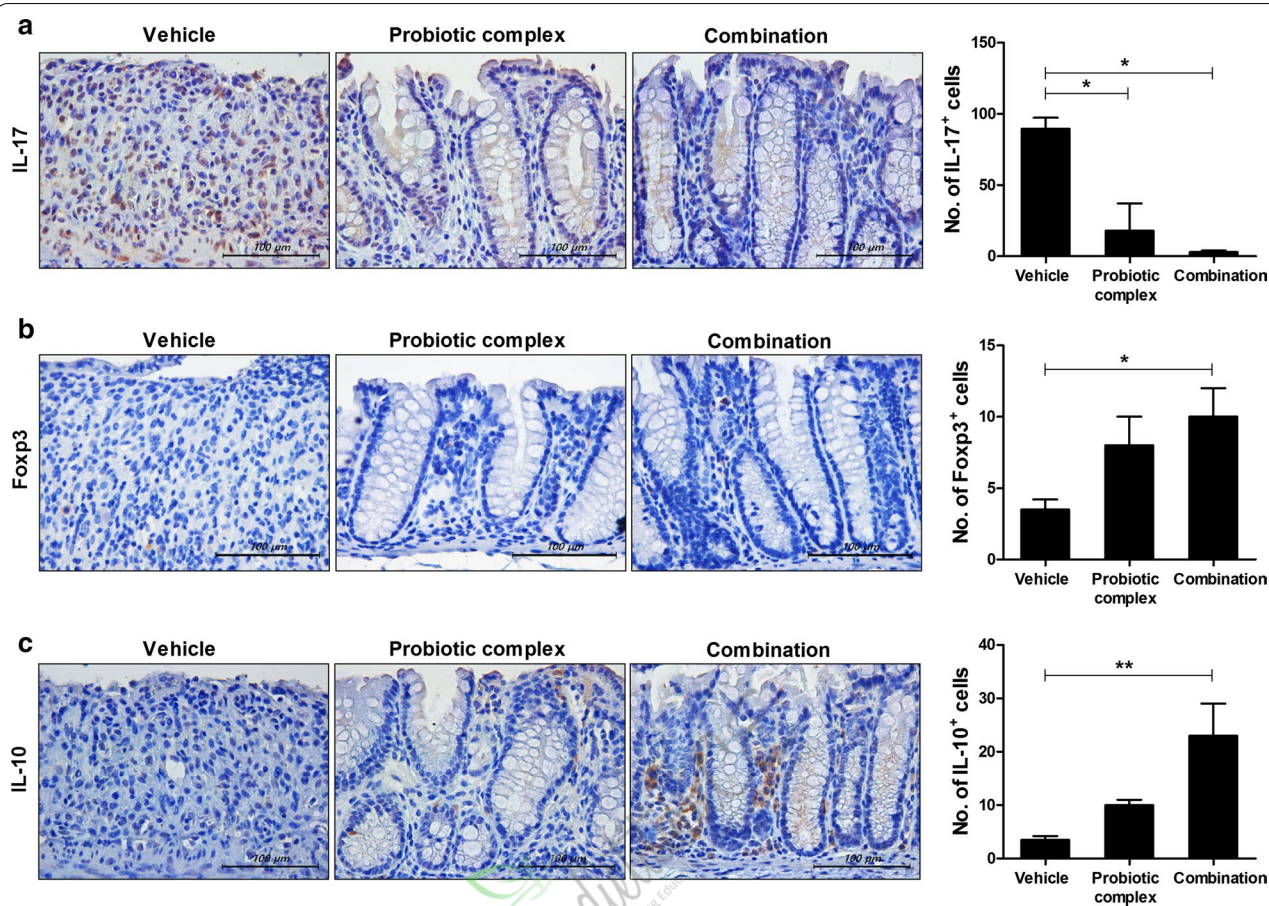 a
Vehicle
Probiotic complex
Combination
IL-17
100 µm
100 µm
100 µm
No. of IL-17⁺ cells
150
100
50
0
*
*
Vehicle
Probiotic
complex
Combination
b
Vehicle
Probiotic complex
Combination
Foxp3
100 µm
100 µm
100 µm
No. of Foxp3⁺ cells
15
10
5
0
*
Vehicle
Probiotic
complex
Combination
c
Vehicle
Probiotic complex
Combination
IL-10
100 µm
100 µm
100 µm
No. of IL-10⁺ cells
40
30
20
10
0
**
Vehicle
Probiotic
complex
Combination